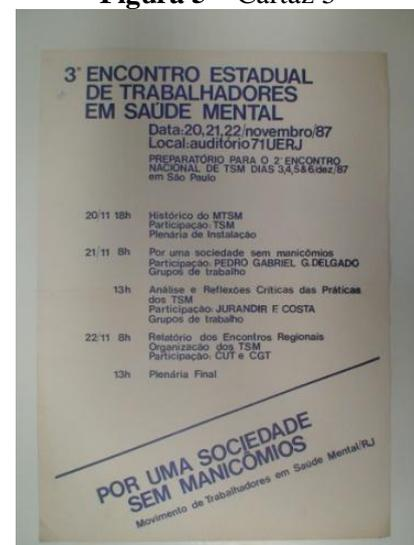 Figura 3 – Cartaz 3
3º ENCONTRO ESTADUAL
DE TRABALHADORES
EM SAÚDE MENTAL
Data:20,21,22/novembro/87
Local:auditório 71 UERJ
PREPARATÓRIO PARA O 2º ENCONTRO
NACIONAL DE TSM DIAS 3,4,5&6/dez/87
em São Paulo
20/11 18h Histórico do MTSM
Participação: TSM
Plenária de Instalação
21/11 8h Por uma sociedade sem manicômios
Participação: PEDRO GABRIEL G. DELGADO
Grupos de trabalho
13h Análise e Reflexões Críticas das Práticas
dos TSM
Participação: JURANDIR F. COSTA
Grupos de trabalho
22/11 8h Relatório dos Encontros Regionais
Organização dos TSM
Participação: CUT e CGT
13h Plenária Final
POR UMA SOCIEDADE
SEM MANICÔMIOS
Movimento de Trabalhadores em Saúde Mental/RJ